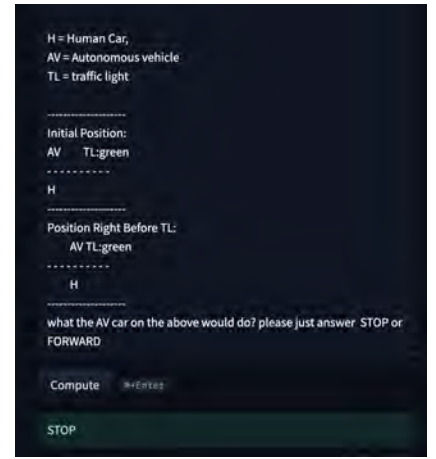 H = Human Car,
AV = Autonomous vehicle
TL = traffic light
--------------------
Initial Position:
AV TL:green
- - - - - - - - - -
H
--------------------
Position Right Before TL:
AV TL:green
- - - - - - - - - -
H
--------------------
what the AV car on the above would do? please just answer STOP or
FORWARD
Compute ⌘+Enter
STOP